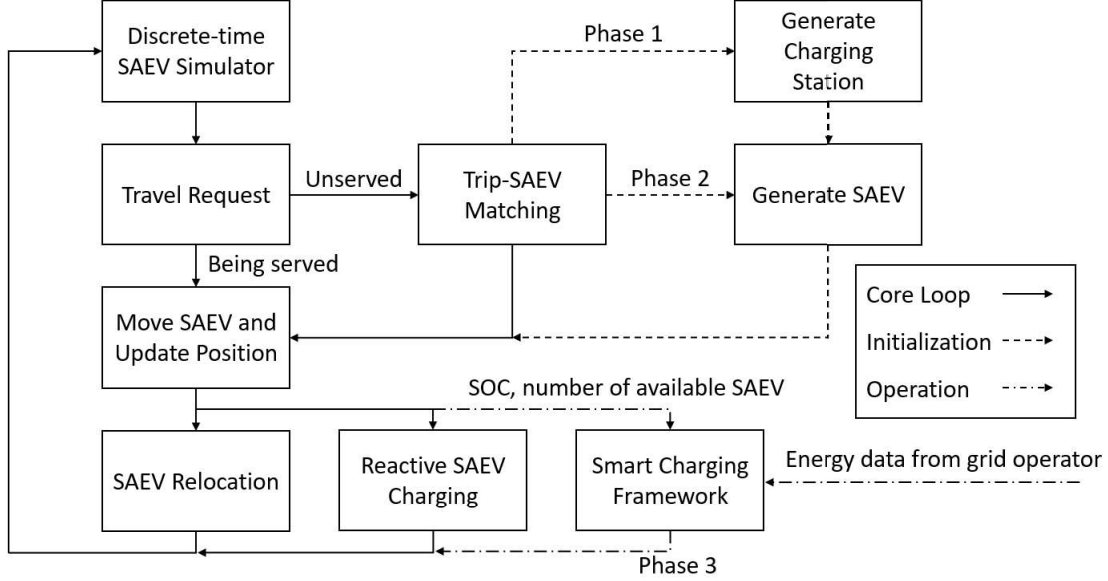 Discrete-time
SAEV Simulator
Phase 1
Generate
Charging
Station
Travel Request
Unserved
Trip-SAEV
Matching
Phase 2
Generate SAEV
Being served
Move SAEV and
Update Position
Core Loop
Initialization
Operation
SOC, number of available SAEV
SAEV Relocation
Reactive SAEV
Charging
Smart Charging
Framework
Energy data from grid operator
Phase 3